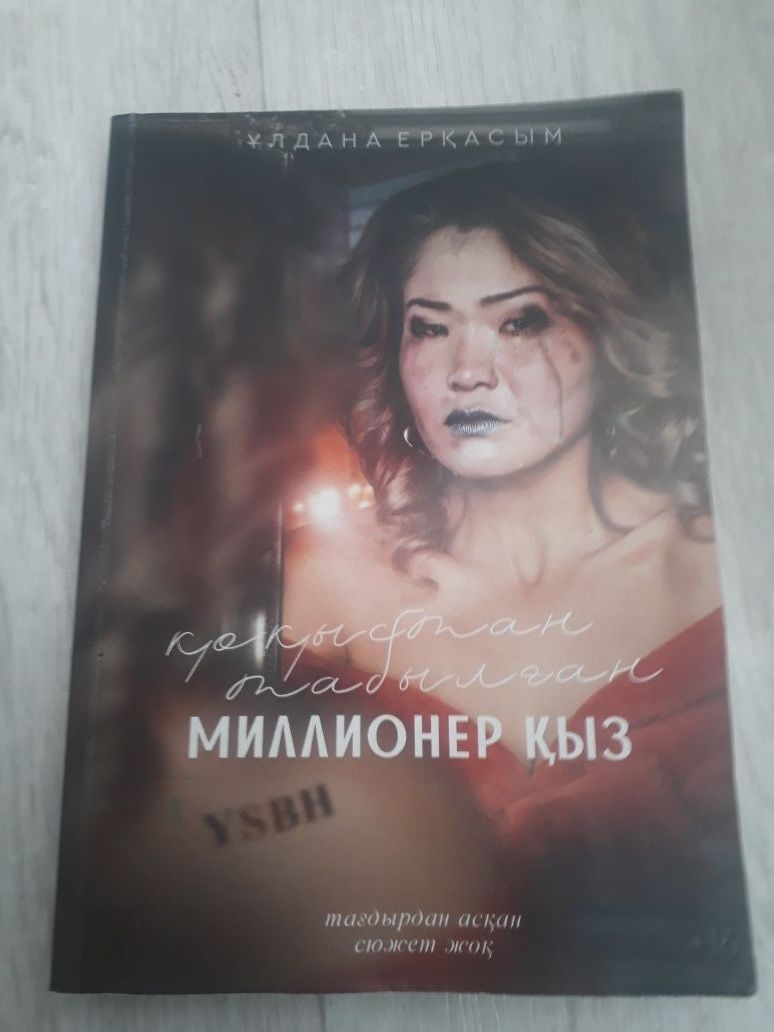 ҰЛДАНА ЕРҚАСЫМ
қоқыстан
табылған
МИЛЛИОНЕР ҚЫЗ
YSBH
тағдырдан асқан
сюжет жоқ
+16